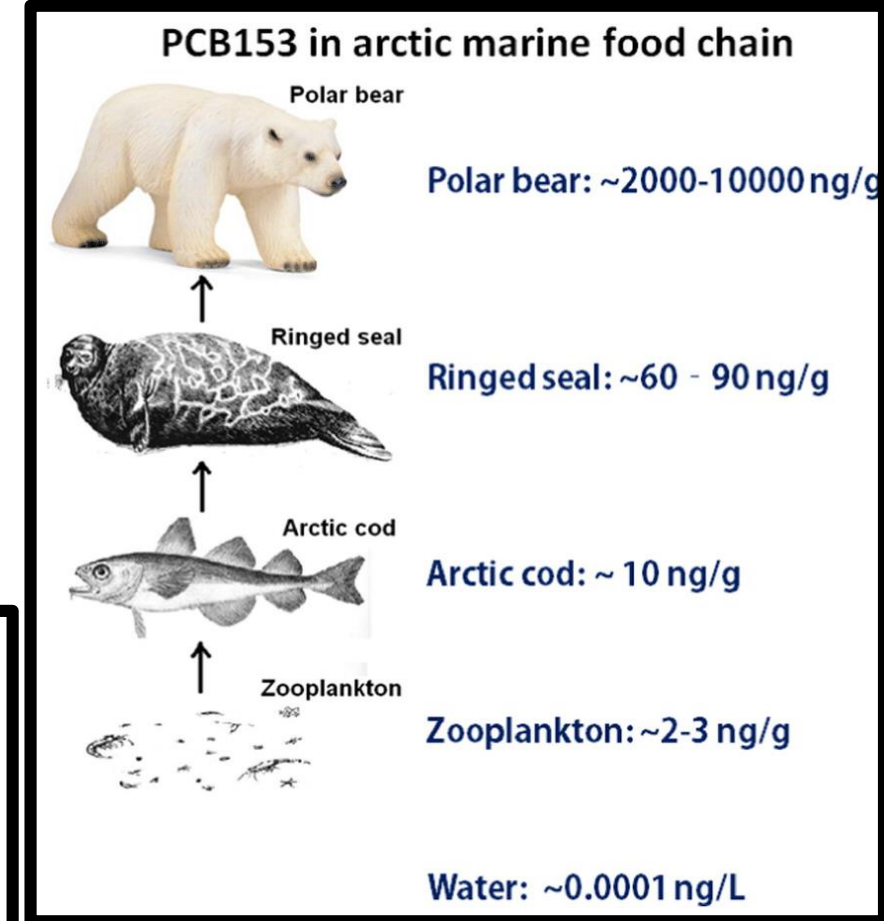 PCB153 in arctic marine food chain
Polar bear
Polar bear: ~2000-10000 ng/g
Ringed seal
Ringed seal: ~60 - 90 ng/g
Arctic cod
Arctic cod: ~ 10 ng/g
Zooplankton
Zooplankton: ~2-3 ng/g
Water: ~0.0001 ng/L